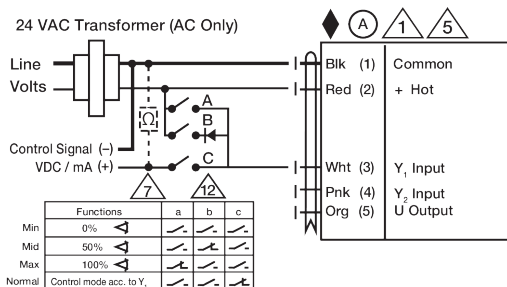 24 VAC Transformer (AC Only)
A 1 5
Line
Volts
Blk (1) Common
Red (2) + Hot
A
Ω
B
Control Signal (–)
VDC / mA (+)
C
Wht (3) Y1 Input
Pnk (4) Y2 Input
Org (5) U Output
7 12
Functions a b c
Min 0%
Mid 50%
Max 100%
Normal Control mode acc. to Y,